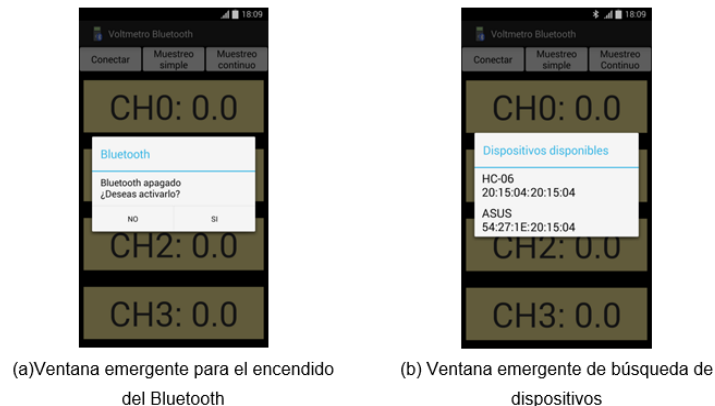 18:09
Voltmetro Bluetooth
Conectar
Muestreo
simple
Muestreo
continuo
CH0: 0.0
Bluetooth
Bluetooth apagado
¿Deseas activarlo?
NO
SI
CH2: 0.0
CH3: 0.0
(a)Ventana emergente para el encendido
del Bluetooth
18:09
Voltmetro Bluetooth
Conectar
Muestreo
simple
Muestreo
Continuo
CH0: 0.0
Dispositivos disponibles
HC-06
20:15:04:20:15:04
ASUS
54:27:1E:20:15:04
CH2: 0.0
CH3: 0.0
(b) Ventana emergente de búsqueda de
dispositivos